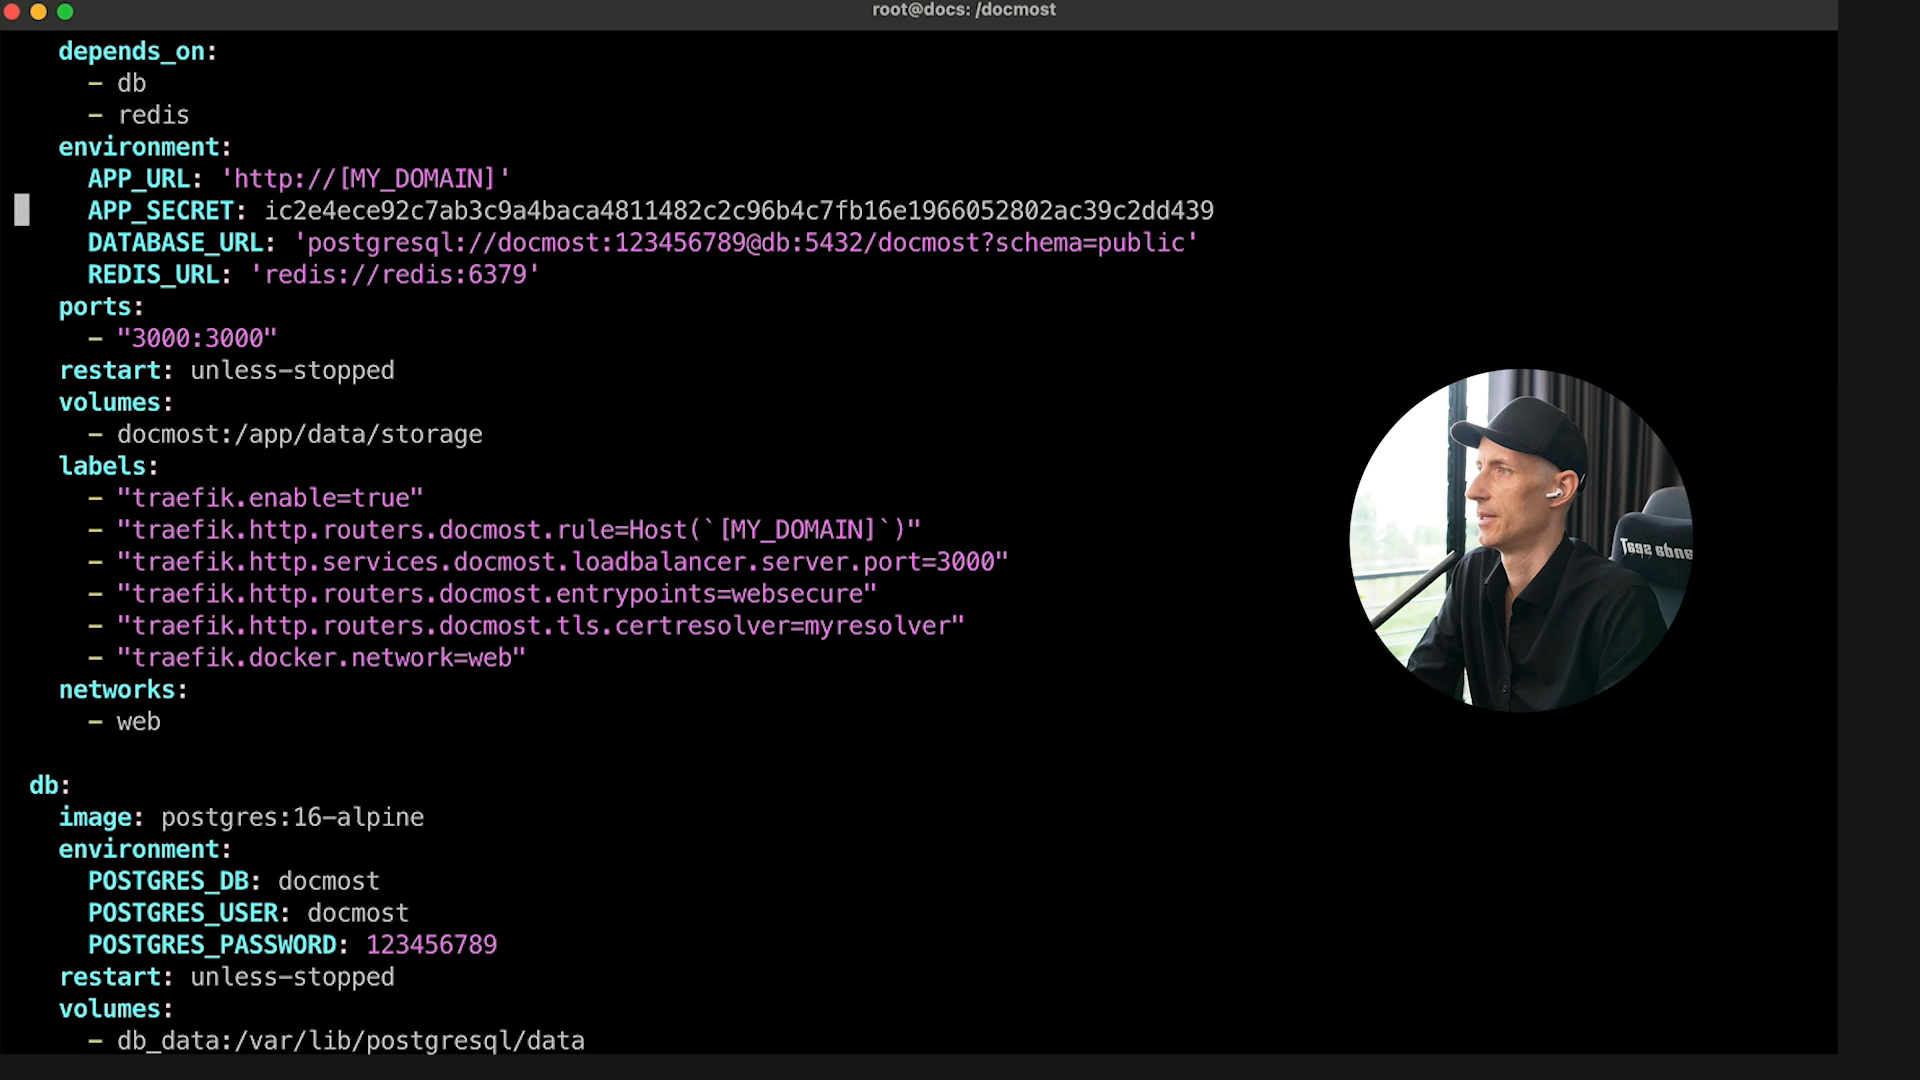 root@docs: /docmost
depends_on:
- db
- redis
environment:
APP_URL: 'http://[MY_DOMAIN]'
APP_SECRET: ic2e4ece92c7ab3c9a4baca4811482c2c96b4c7fb16e1966052802ac39c2dd439
DATABASE_URL: 'postgresql://docmost:123456789@db:5432/docmost?schema=public'
REDIS_URL: 'redis://redis:6379'
ports:
- "3000:3000"
restart: unless-stopped
volumes:
- docmost:/app/data/storage
labels:
- "traefik.enable=true"
- "traefik.http.routers.docmost.rule=Host(`[MY_DOMAIN]`)"
- "traefik.http.services.docmost.loadbalancer.server.port=3000"
- "traefik.http.routers.docmost.entrypoints=websecure"
- "traefik.http.routers.docmost.tls.certresolver=myresolver"
- "traefik.docker.network=web"
networks:
- web
db:
image: postgres:16-alpine
environment:
POSTGRES_DB: docmost
POSTGRES_USER: docmost
POSTGRES_PASSWORD: 123456789
restart: unless-stopped
volumes:
- db_data:/var/lib/postgresql/data